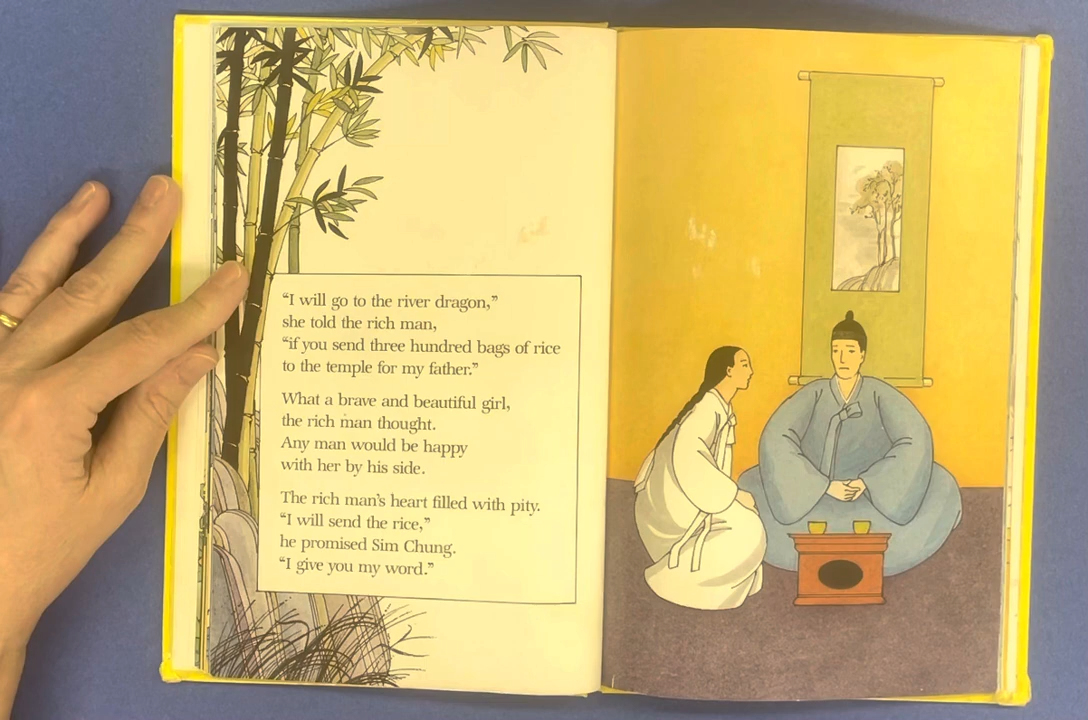 “I will go to the river dragon,”
she told the rich man,
“if you send three hundred bags of rice
to the temple for my father.”
What a brave and beautiful girl,
the rich man thought.
Any man would be happy
with her by his side.
The rich man’s heart filled with pity.
“I will send the rice,”
he promised Sim Chung.
“I give you my word.”